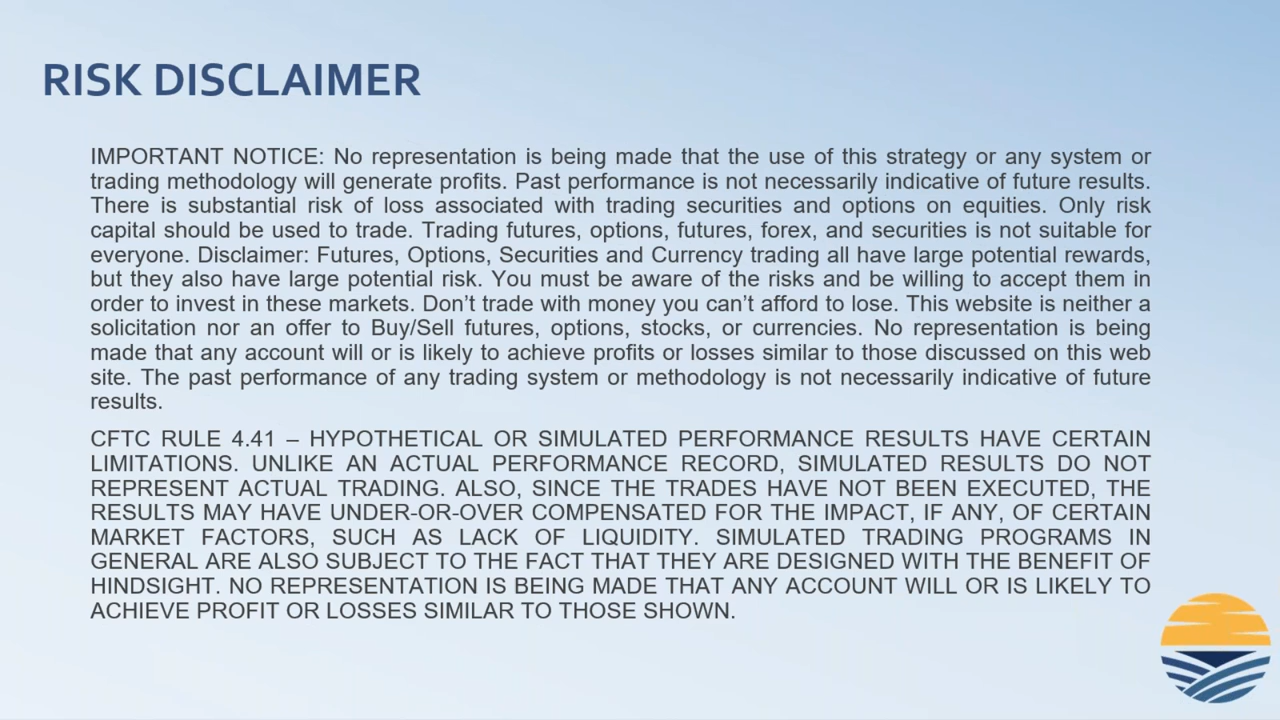 RISK DISCLAIMER
IMPORTANT NOTICE: No representation is being made that the use of this strategy or any system or
trading methodology will generate profits. Past performance is not necessarily indicative of future results.
There is substantial risk of loss associated with trading securities and options on equities. Only risk
capital should be used to trade. Trading futures, options, futures, forex, and securities is not suitable for
everyone. Disclaimer: Futures, Options, Securities and Currency trading all have large potential rewards,
but they also have large potential risk. You must be aware of the risks and be willing to accept them in
order to invest in these markets. Don’t trade with money you can’t afford to lose. This website is neither a
solicitation nor an offer to Buy/Sell futures, options, stocks, or currencies. No representation is being
made that any account will or is likely to achieve profits or losses similar to those discussed on this web
site. The past performance of any trading system or methodology is not necessarily indicative of future
results.
CFTC RULE 4.41 – HYPOTHETICAL OR SIMULATED PERFORMANCE RESULTS HAVE CERTAIN
LIMITATIONS. UNLIKE AN ACTUAL PERFORMANCE RECORD, SIMULATED RESULTS DO NOT
REPRESENT ACTUAL TRADING. ALSO, SINCE THE TRADES HAVE NOT BEEN EXECUTED, THE
RESULTS MAY HAVE UNDER-OR-OVER COMPENSATED FOR THE IMPACT, IF ANY, OF CERTAIN
MARKET FACTORS, SUCH AS LACK OF LIQUIDITY. SIMULATED TRADING PROGRAMS IN
GENERAL ARE ALSO SUBJECT TO THE FACT THAT THEY ARE DESIGNED WITH THE BENEFIT OF
HINDSIGHT. NO REPRESENTATION IS BEING MADE THAT ANY ACCOUNT WILL OR IS LIKELY TO
ACHIEVE PROFIT OR LOSSES SIMILAR TO THOSE SHOWN.